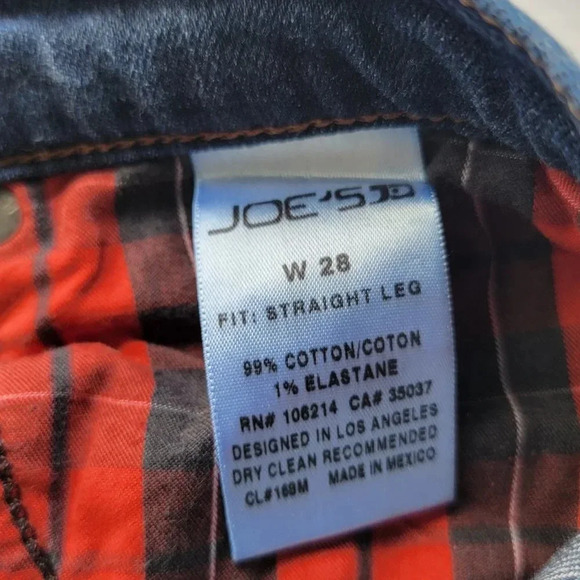 JOE'S JD
W 28
FIT: STRAIGHT LEG
99% COTTON/COTON
1% ELASTANE
RN# 106214 CA# 35037
DESIGNED IN LOS ANGELES
DRY CLEAN RECOMMENDED
CL#169M MADE IN MEXICO